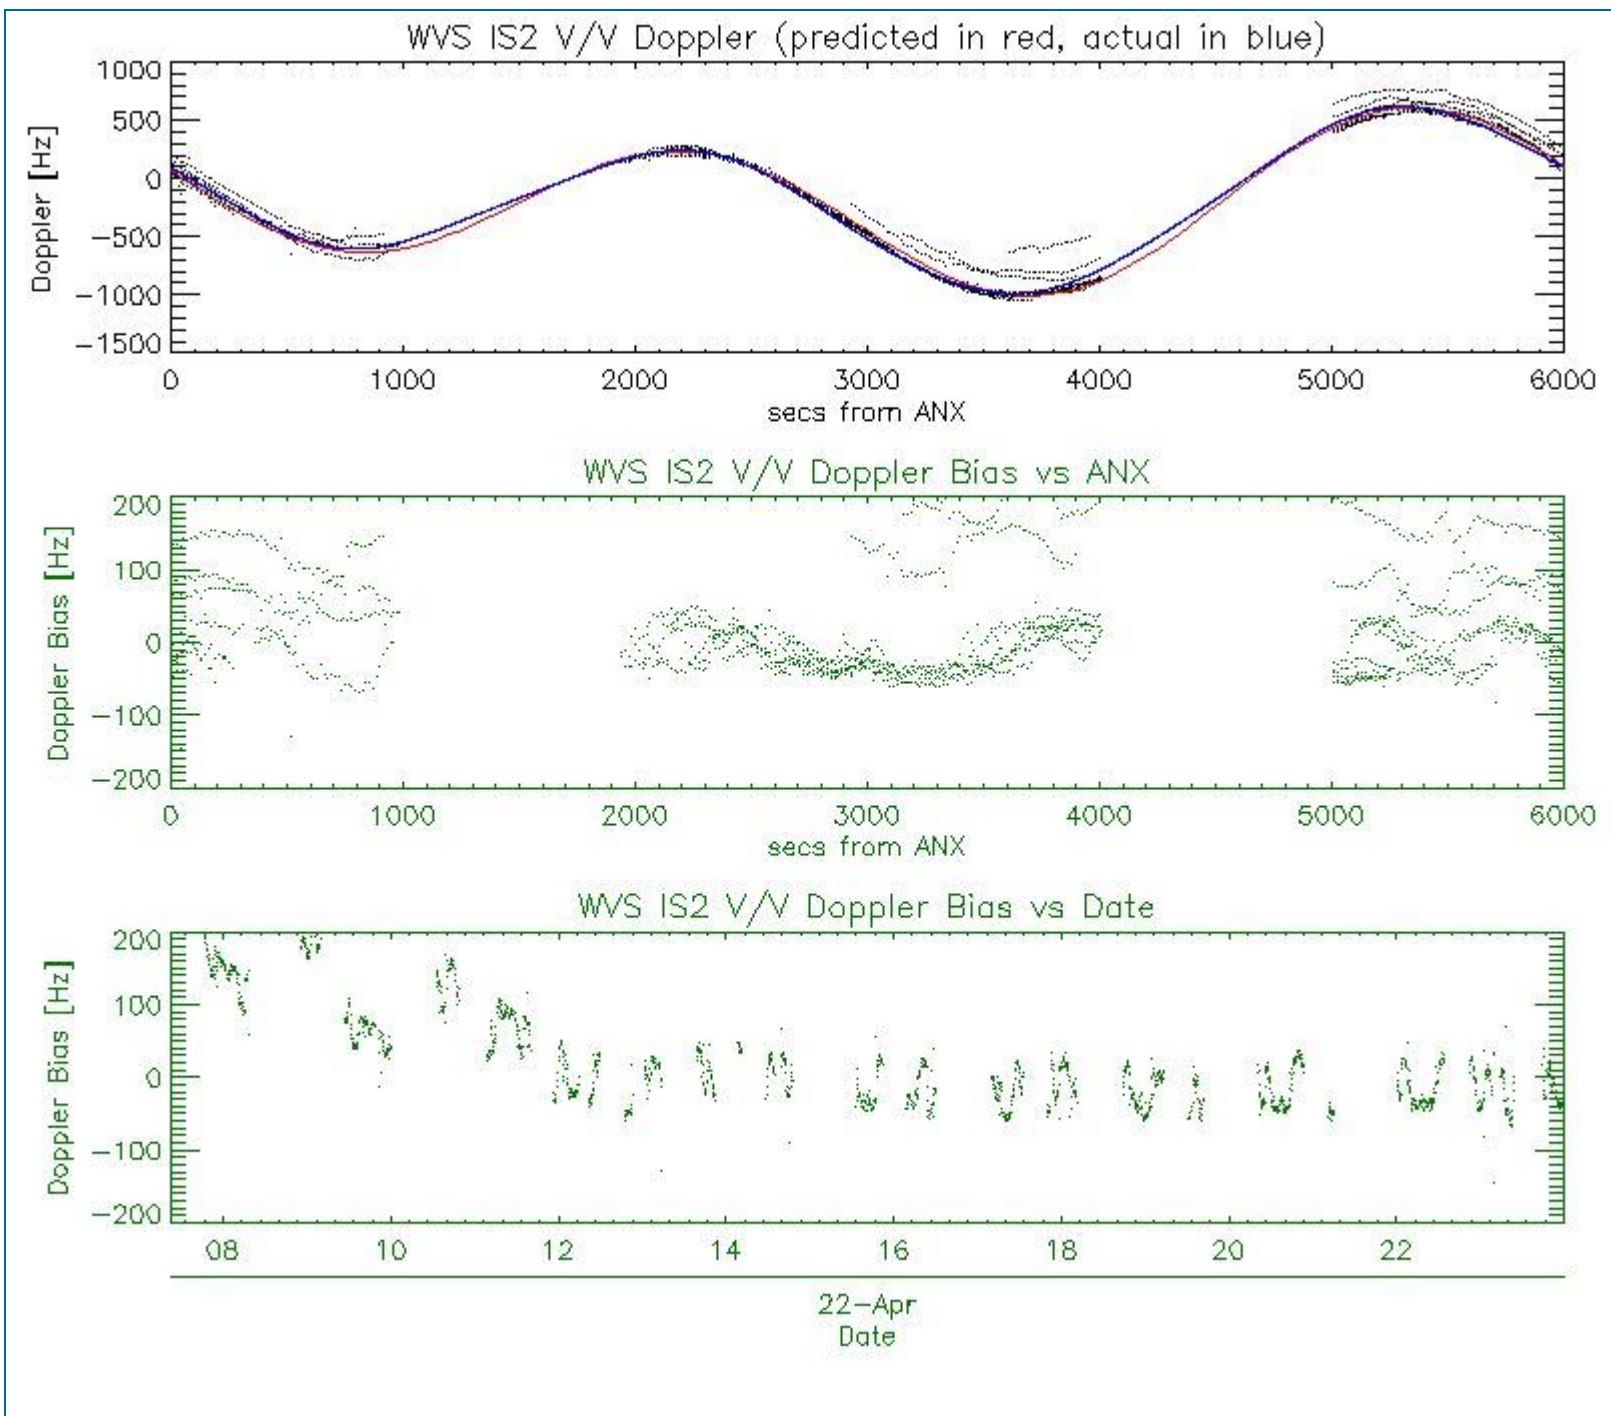 WVS IS2 V/V Doppler (predicted in red, actual in blue)
1000
500
0
-500
-1000
-1500
Doppler [Hz]
0 1000 2000 3000 4000 5000 6000
secs from ANX
WVS IS2 V/V Doppler Bias vs ANX
200
100
0
-100
-200
Doppler Bias [Hz]
0 1000 2000 3000 4000 5000 6000
secs from ANX
WVS IS2 V/V Doppler Bias vs Date
200
100
0
-100
-200
Doppler Bias [Hz]
08 10 12 14 16 18 20 22
22-Apr
Date